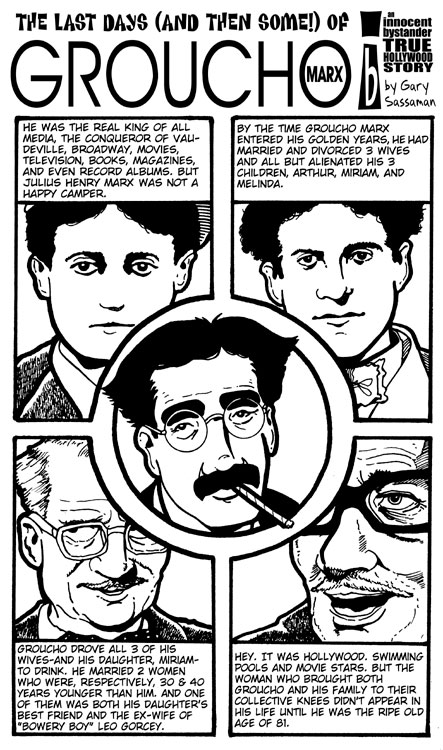 THE LAST DAYS (AND THEN SOME!) OF
GROUCHO
MARX
b
an
innocent
bystander
TRUE
HOLLYWOOD
STORY
by Gary
Sassaman
HE WAS THE REAL KING OF ALL
MEDIA, THE CONQUEROR OF VAU-
DEVILLE, BROADWAY, MOVIES,
TELEVISION, BOOKS, MAGAZINES,
AND EVEN RECORD ALBUMS. BUT
JULIUS HENRY MARX WAS NOT A
HAPPY CAMPER.
BY THE TIME GROUCHO MARX
ENTERED HIS GOLDEN YEARS, HE HAD
MARRIED AND DIVORCED 3 WIVES
AND ALL BUT ALIENATED HIS 3
CHILDREN, ARTHUR, MIRIAM, AND
MELINDA.
GROUCHO DROVE ALL 3 OF HIS
WIVES-AND HIS DAUGHTER, MIRIAM-
TO DRINK. HE MARRIED 2 WOMEN
WHO WERE, RESPECTIVELY, 30 & 40
YEARS YOUNGER THAN HIM. AND ONE
OF THEM WAS BOTH HIS DAUGHTER'S
BEST FRIEND AND THE EX-WIFE OF
"BOWERY BOY" LEO GORCEY.
HEY. IT WAS HOLLYWOOD. SWIMMING
POOLS AND MOVIE STARS. BUT THE
WOMAN WHO BROUGHT BOTH
GROUCHO AND HIS FAMILY TO THEIR
COLLECTIVE KNEES DIDN'T APPEAR IN
HIS LIFE UNTIL HE WAS THE RIPE OLD
AGE OF 81.